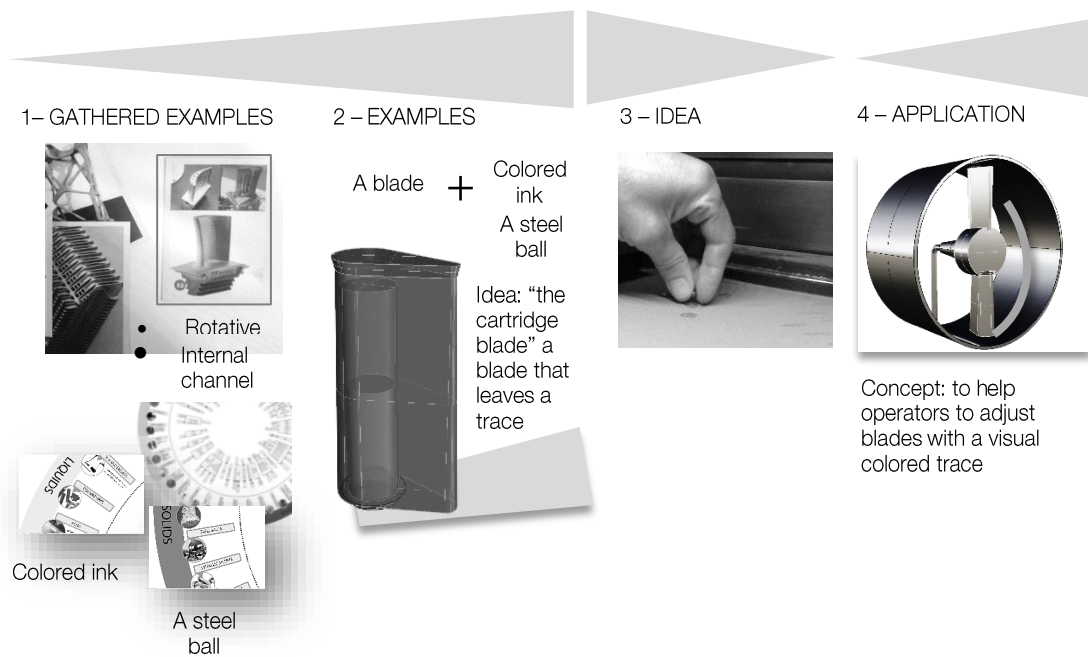 1– GATHERED EXAMPLES
2 – EXAMPLES
3 – IDEA
4 – APPLICATION
• Rotative
• Internal
channel
LIQUIDS
SOLIDS
Colored ink
A steel
ball
A blade
+
Colored
ink
A steel
ball
Idea: “the
cartridge
blade” a
blade that
leaves a
trace
Concept: to help
operators to adjust
blades with a visual
colored trace